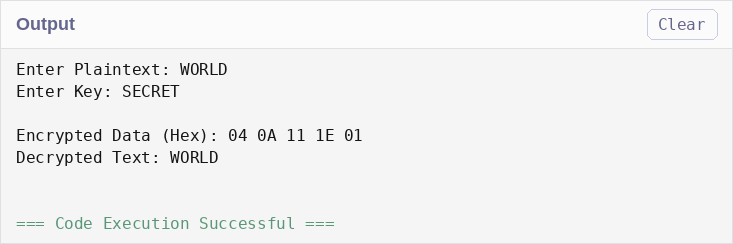 Output
Clear
Enter Plaintext: WORLD
Enter Key: SECRET
Encrypted Data (Hex): 04 0A 11 1E 01
Decrypted Text: WORLD
=== Code Execution Successful ===